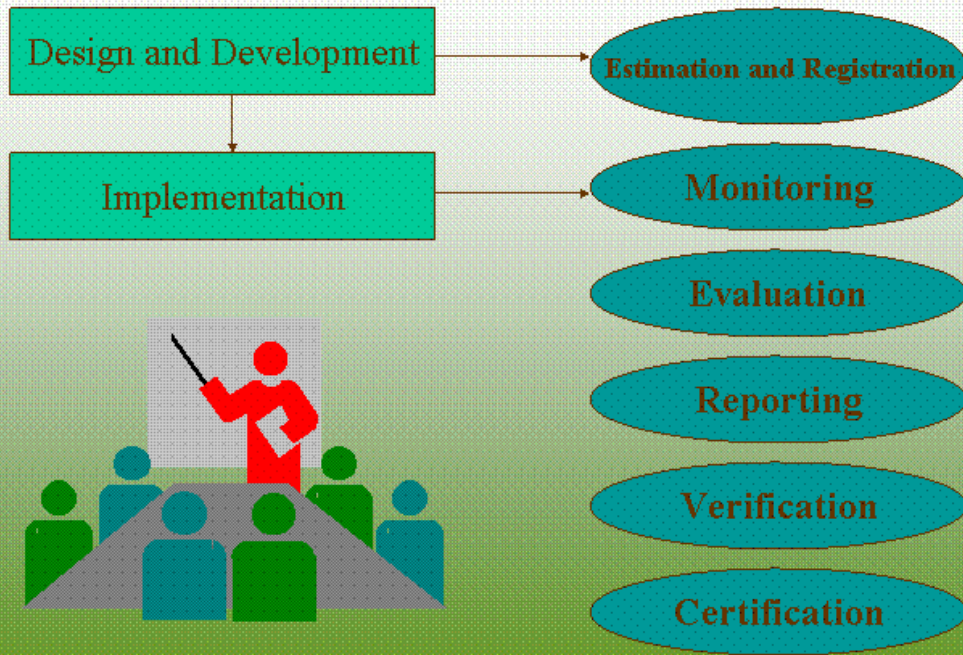 Design and Development
Estimation and Registration
Implementation
Monitoring
Evaluation
Reporting
Verification
Certification